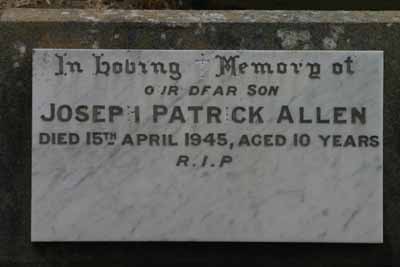 In Loving Memory of
OUR DEAR SON
JOSEPH PATRICK ALLEN
DIED 15TH APRIL 1945, AGED 10 YEARS
R.I.P